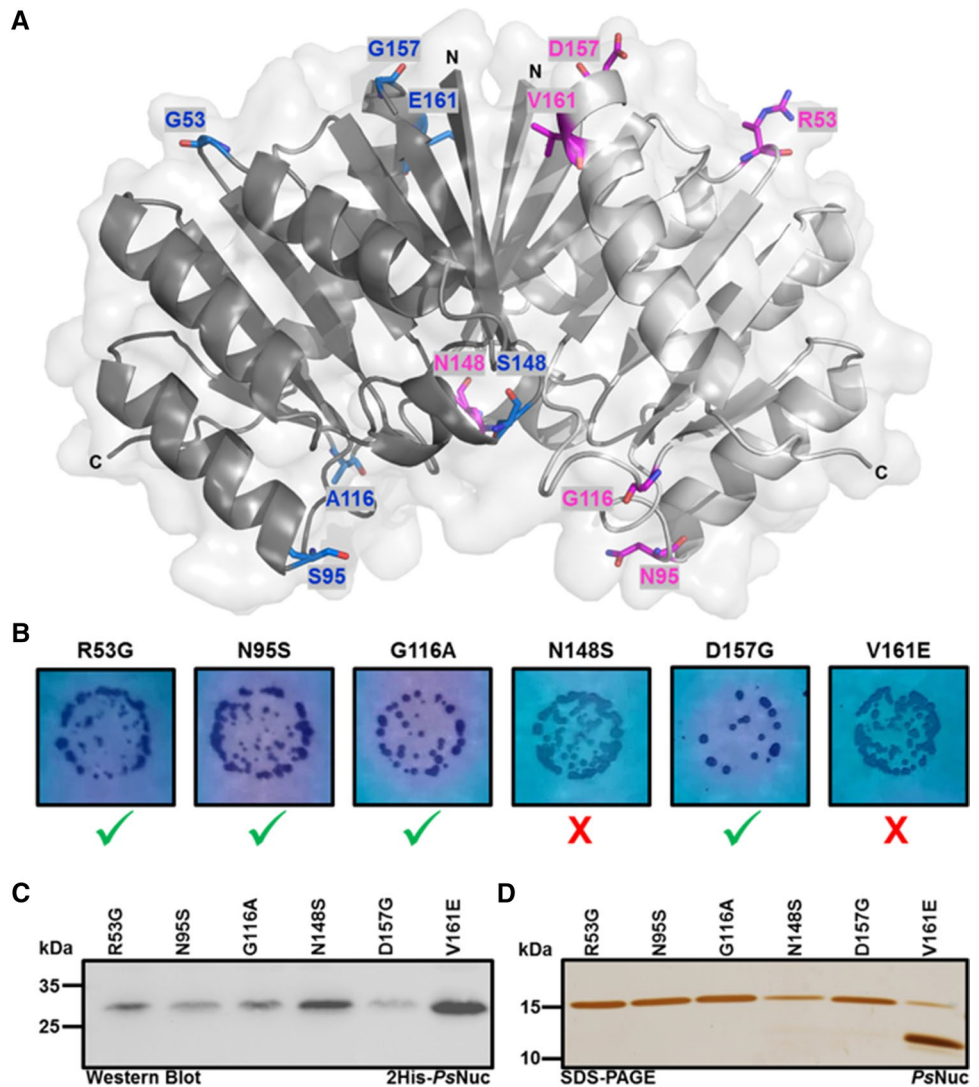 A
G157
N
N
D157
E161
V161
G53
R53
N148
S148
C
C
A116
G116
S95
N95
B
R53G
N95S
G116A
N148S
D157G
V161E
X
X
C
D
R53G
N95S
G116A
N148S
D157G
V161E
R53G
N95S
G116A
N148S
D157G
V161E
kDa
kDa
35
25
15
10
Western Blot
2His-PsNuc
SDS-PAGE
PsNuc